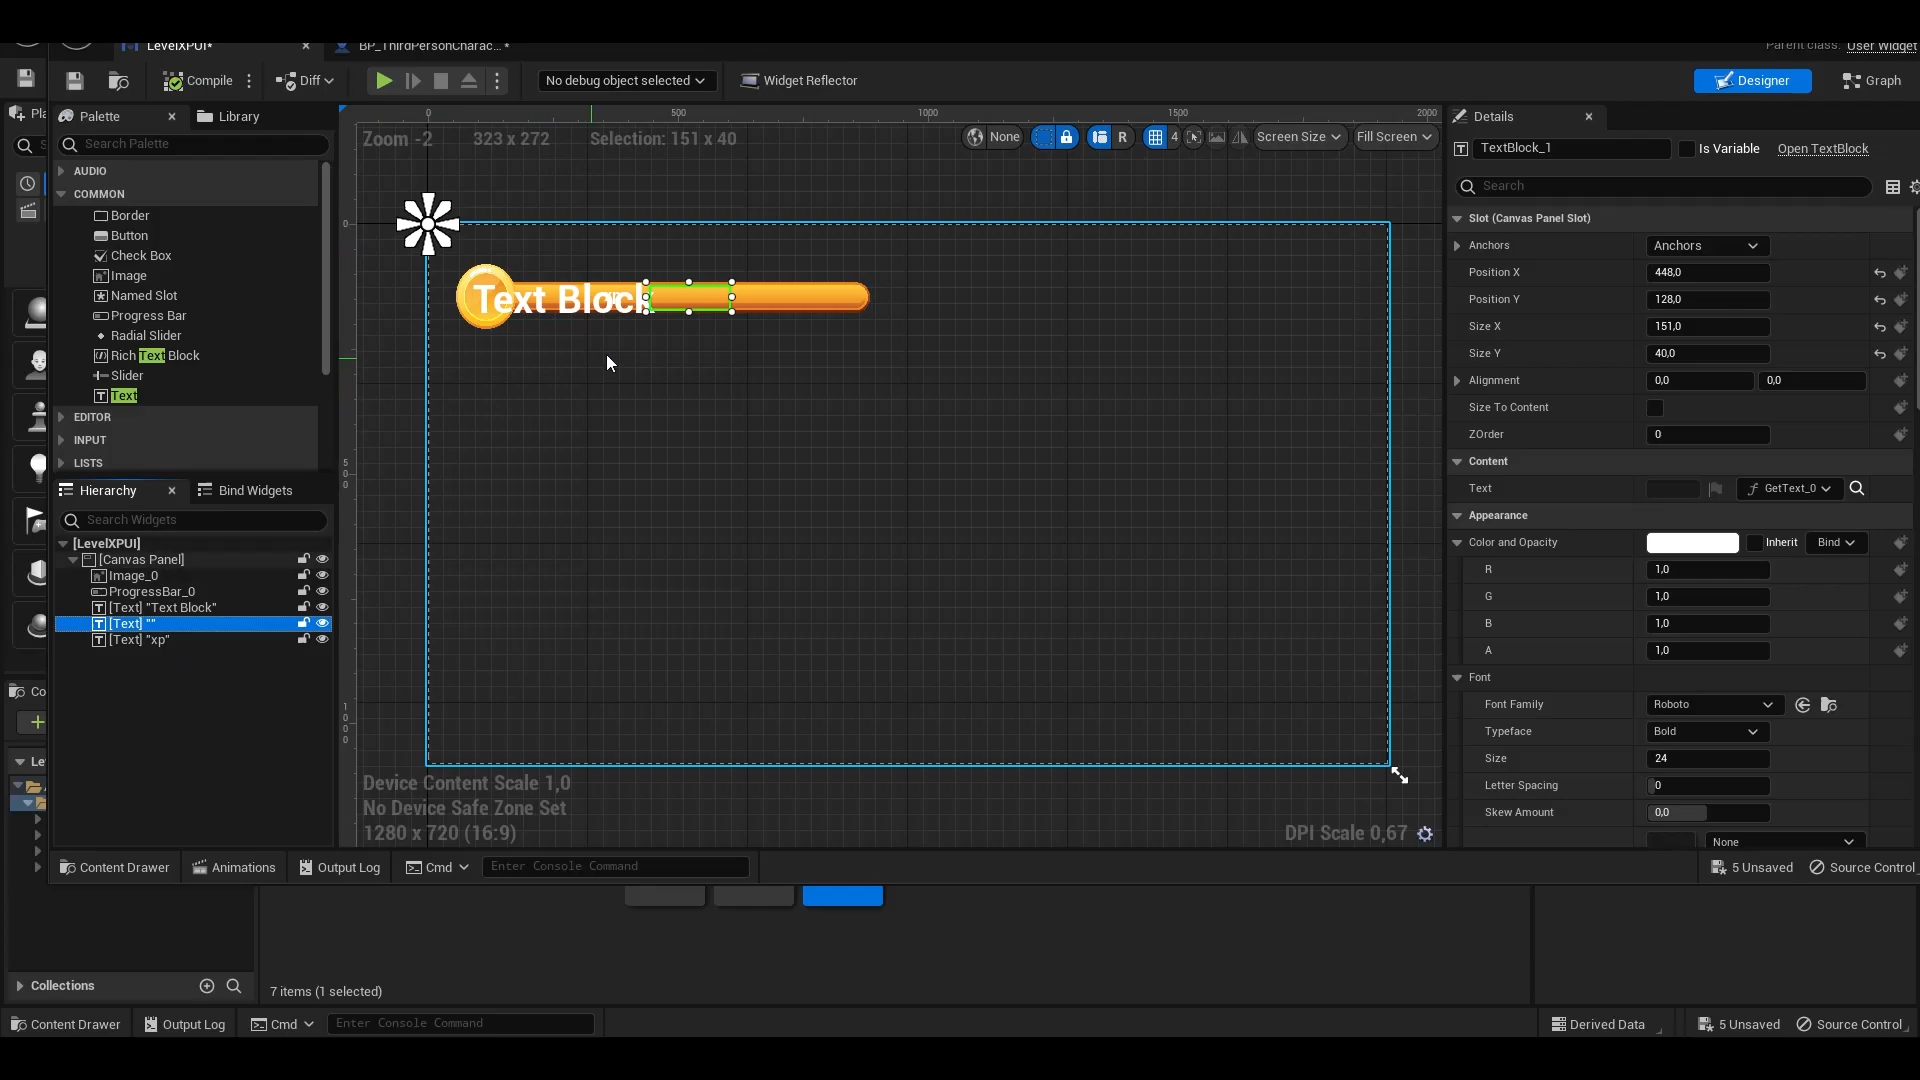 LevelXPUI*
BP_ThirdPersonCharac...*
Parent class: User Widget
Compile
Diff
No debug object selected
Widget Reflector
Designer
Graph
Palette
Library
Search Palette
AUDIO
COMMON
Border
Button
Check Box
Image
Named Slot
Progress Bar
Radial Slider
Rich Text Block
Slider
Text
EDITOR
INPUT
LISTS
Hierarchy
Bind Widgets
Search Widgets
[LevelXPUI]
[Canvas Panel]
Image_0
ProgressBar_0
[Text] "Text Block"
[Text] ""
[Text] "xp"
0
500
1000
1500
2000
Zoom -2
323 x 272
Selection: 151 x 40
None
R
4
Screen Size
Fill Screen
0
500
1000
Text Block
Device Content Scale 1,0
No Device Safe Zone Set
1280 x 720 (16:9)
DPI Scale 0,67
Details
TextBlock_1
Is Variable
Open TextBlock
Search
Slot (Canvas Panel Slot)
Anchors
Anchors
Position X
448,0
Position Y
128,0
Size X
151,0
Size Y
40,0
Alignment
0,0
0,0
Size To Content
ZOrder
0
Content
Text
GetText_0
Appearance
Color and Opacity
Inherit
Bind
R
1,0
G
1,0
B
1,0
A
1,0
Font
Font Family
Roboto
Typeface
Bold
Size
24
Letter Spacing
0
Skew Amount
0,0
None
Content Drawer
Animations
Output Log
Cmd
Enter Console Command
5 Unsaved
Source Control
Pla
S
Co
Le
Collections
7 items (1 selected)
Content Drawer
Output Log
Cmd
Enter Console Command
Derived Data
5 Unsaved
Source Control